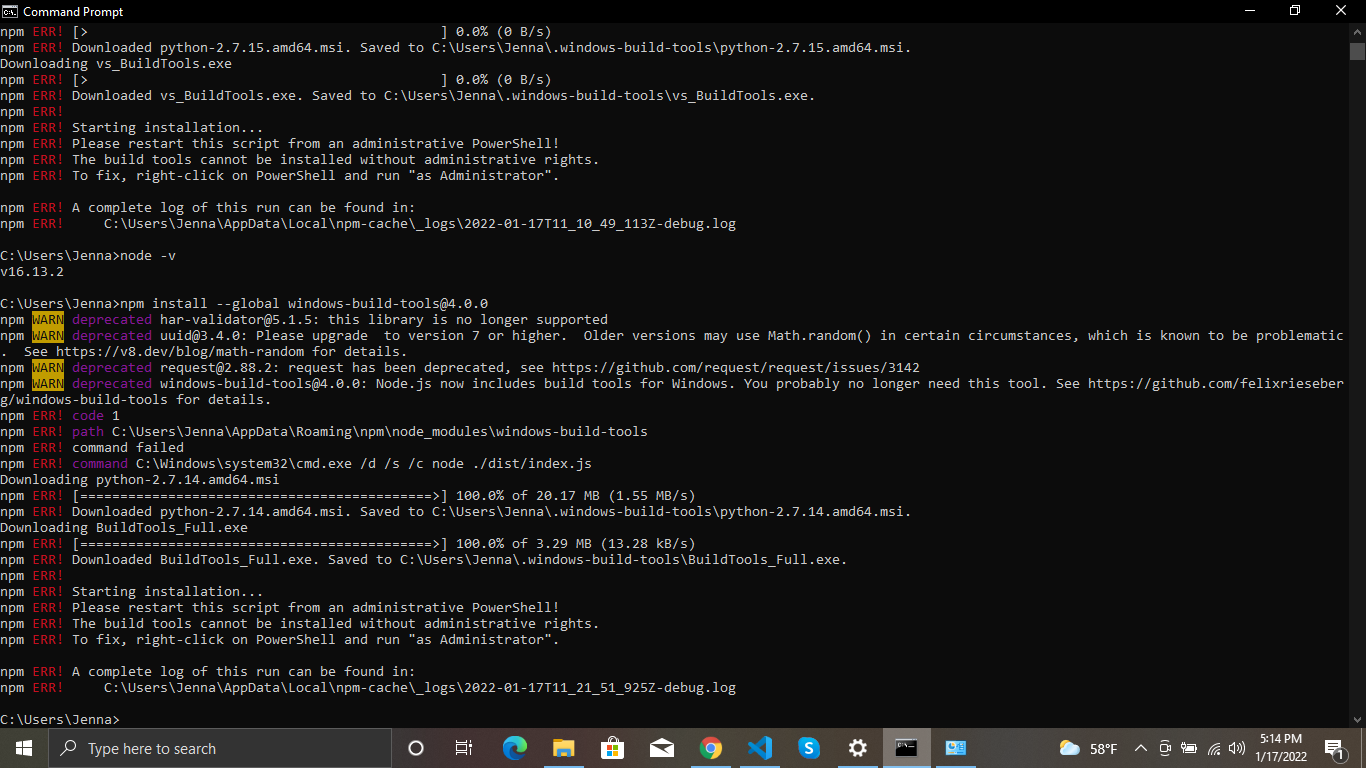 Command Prompt
npm ERR! [> ] 0.0% (0 B/s)
npm ERR! Downloaded python-2.7.15.amd64.msi. Saved to C:\Users\Jenna\.windows-build-tools\python-2.7.15.amd64.msi.
Downloading vs_BuildTools.exe
npm ERR! [> ] 0.0% (0 B/s)
npm ERR! Downloaded vs_BuildTools.exe. Saved to C:\Users\Jenna\.windows-build-tools\vs_BuildTools.exe.
npm ERR!
npm ERR! Starting installation...
npm ERR! Please restart this script from an administrative PowerShell!
npm ERR! The build tools cannot be installed without administrative rights.
npm ERR! To fix, right-click on PowerShell and run "as Administrator".
npm ERR! A complete log of this run can be found in:
npm ERR!     C:\Users\Jenna\AppData\Local\npm-cache\_logs\2022-01-17T11_10_49_113Z-debug.log
C:\Users\Jenna>node -v
v16.13.2
C:\Users\Jenna>npm install --global windows-build-tools@4.0.0
npm WARN deprecated har-validator@5.1.5: this library is no longer supported
npm WARN deprecated uuid@3.4.0: Please upgrade  to version 7 or higher.  Older versions may use Math.random() in certain circumstances, which is known to be problematic
.  See https://v8.dev/blog/math-random for details.
npm WARN deprecated request@2.88.2: request has been deprecated, see https://github.com/request/request/issues/3142
npm WARN deprecated windows-build-tools@4.0.0: Node.js now includes build tools for Windows. You probably no longer need this tool. See https://github.com/felixrieseber
g/windows-build-tools for details.
npm ERR! code 1
npm ERR! path C:\Users\Jenna\AppData\Roaming\npm\node_modules\windows-build-tools
npm ERR! command failed
npm ERR! command C:\Windows\system32\cmd.exe /d /s /c node ./dist/index.js
Downloading python-2.7.14.amd64.msi
npm ERR! [============================================>] 100.0% of 20.17 MB (1.55 MB/s)
npm ERR! Downloaded python-2.7.14.amd64.msi. Saved to C:\Users\Jenna\.windows-build-tools\python-2.7.14.amd64.msi.
Downloading BuildTools_Full.exe
npm ERR! [============================================>] 100.0% of 3.29 MB (13.28 kB/s)
npm ERR! Downloaded BuildTools_Full.exe. Saved to C:\Users\Jenna\.windows-build-tools\BuildTools_Full.exe.
npm ERR!
npm ERR! Starting installation...
npm ERR! Please restart this script from an administrative PowerShell!
npm ERR! The build tools cannot be installed without administrative rights.
npm ERR! To fix, right-click on PowerShell and run "as Administrator".
npm ERR! A complete log of this run can be found in:
npm ERR!     C:\Users\Jenna\AppData\Local\npm-cache\_logs\2022-01-17T11_21_51_925Z-debug.log
C:\Users\Jenna>
Type here to search
58°F
5:14 PM
1/17/2022
1